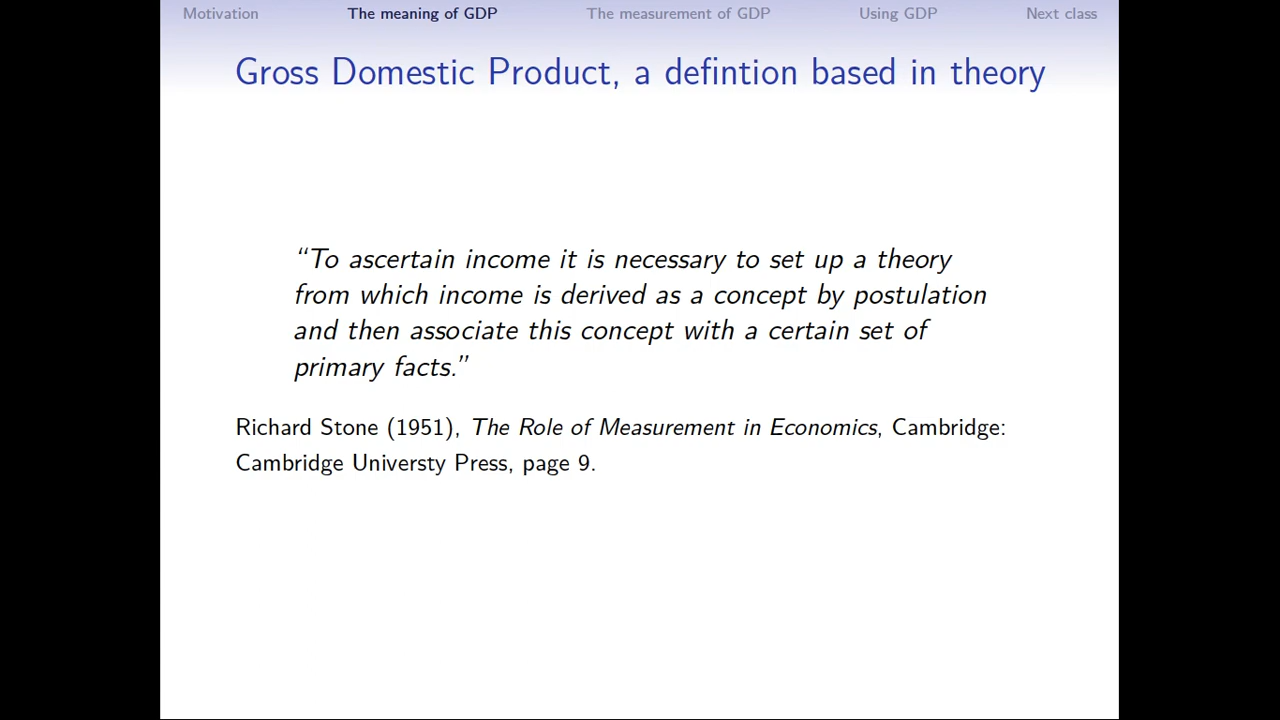 Motivation The meaning of GDP The measurement of GDP Using GDP Next class
Gross Domestic Product, a defintion based in theory
“To ascertain income it is necessary to set up a theory
from which income is derived as a concept by postulation
and then associate this concept with a certain set of
primary facts.”
Richard Stone (1951), The Role of Measurement in Economics, Cambridge:
Cambridge Universty Press, page 9.